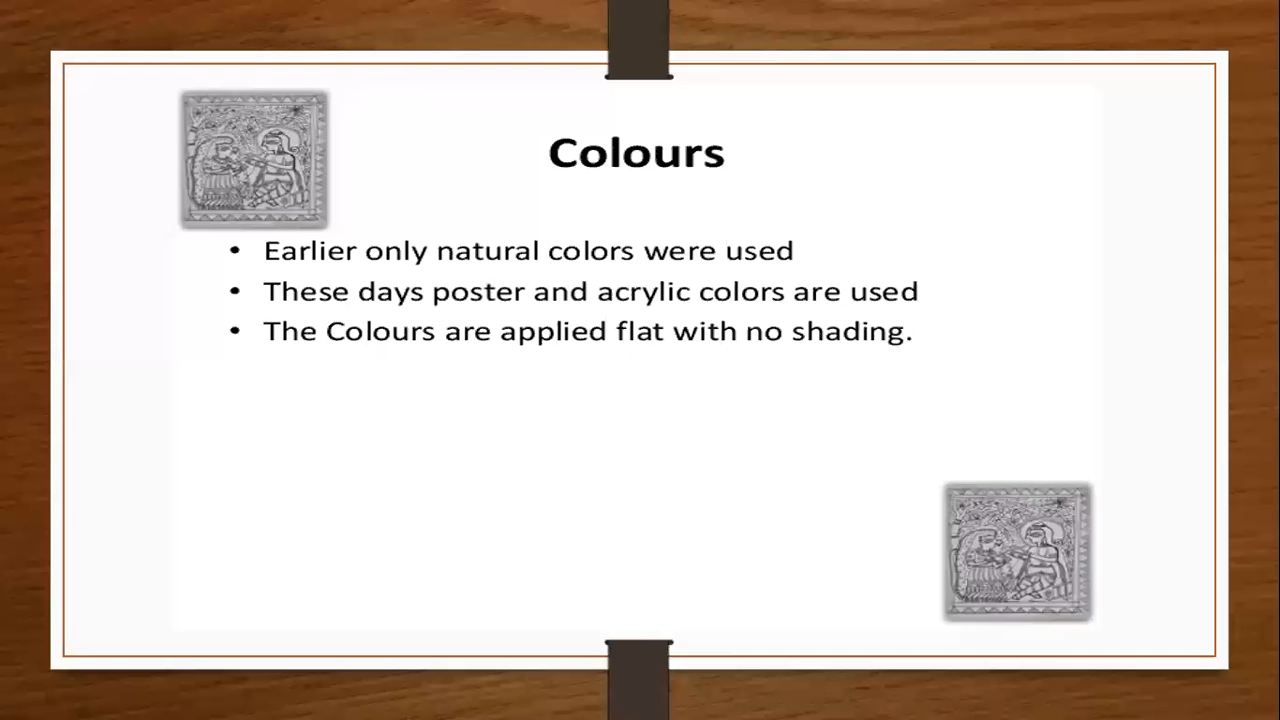 Colours
• Earlier only natural colors were used
• These days poster and acrylic colors are used
• The Colours are applied flat with no shading.